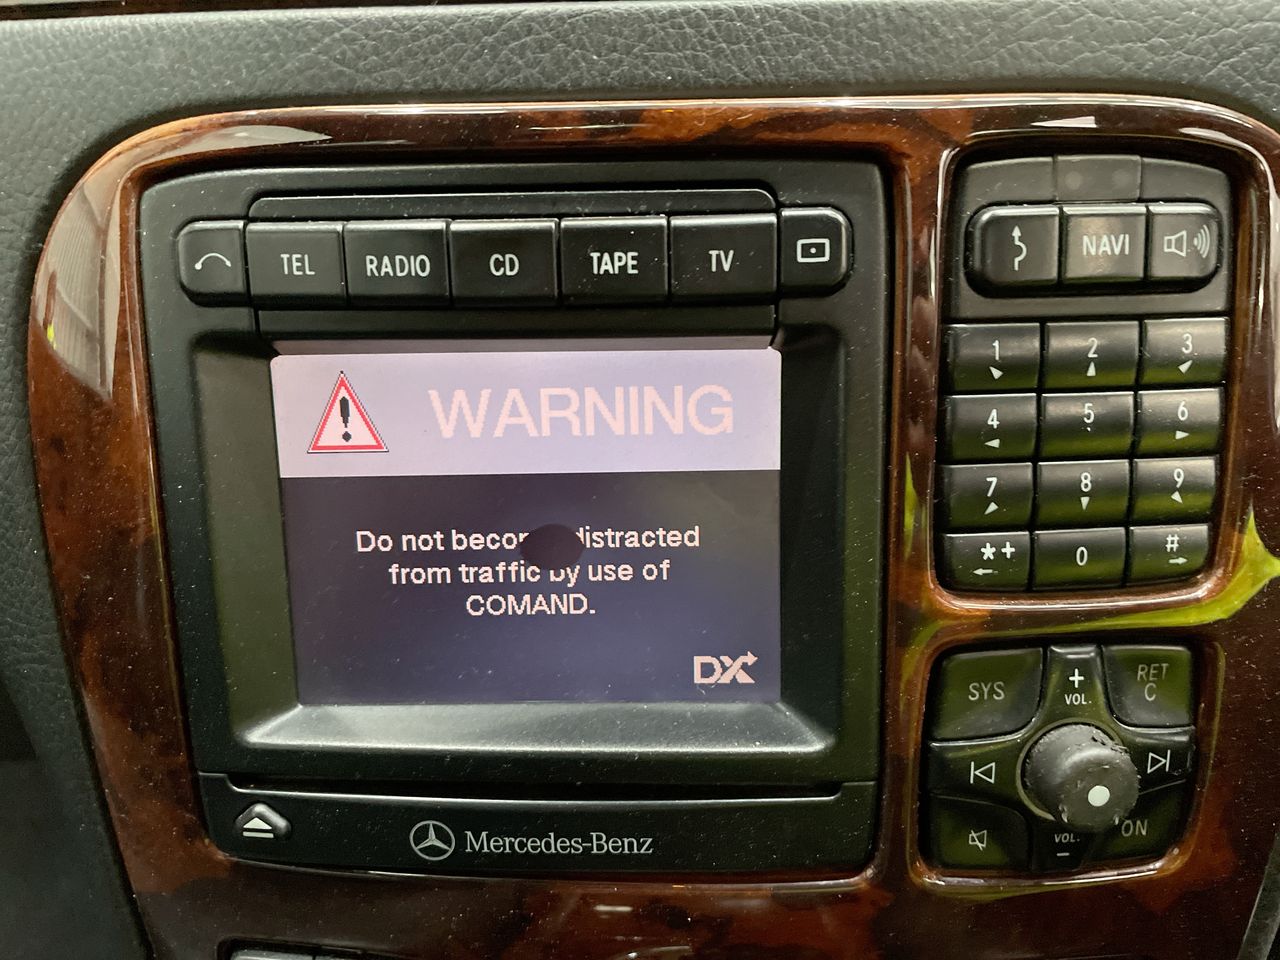 TEL RADIO CD TAPE TV
NAVI
WARNING
Do not distracted
from traffic by use of
COMAND.
DX
Mercedes-Benz
1 2 3
4 5 6
7 8 9
*+ 0 #
SYS + RET
VOL. C
VOL. ON
−